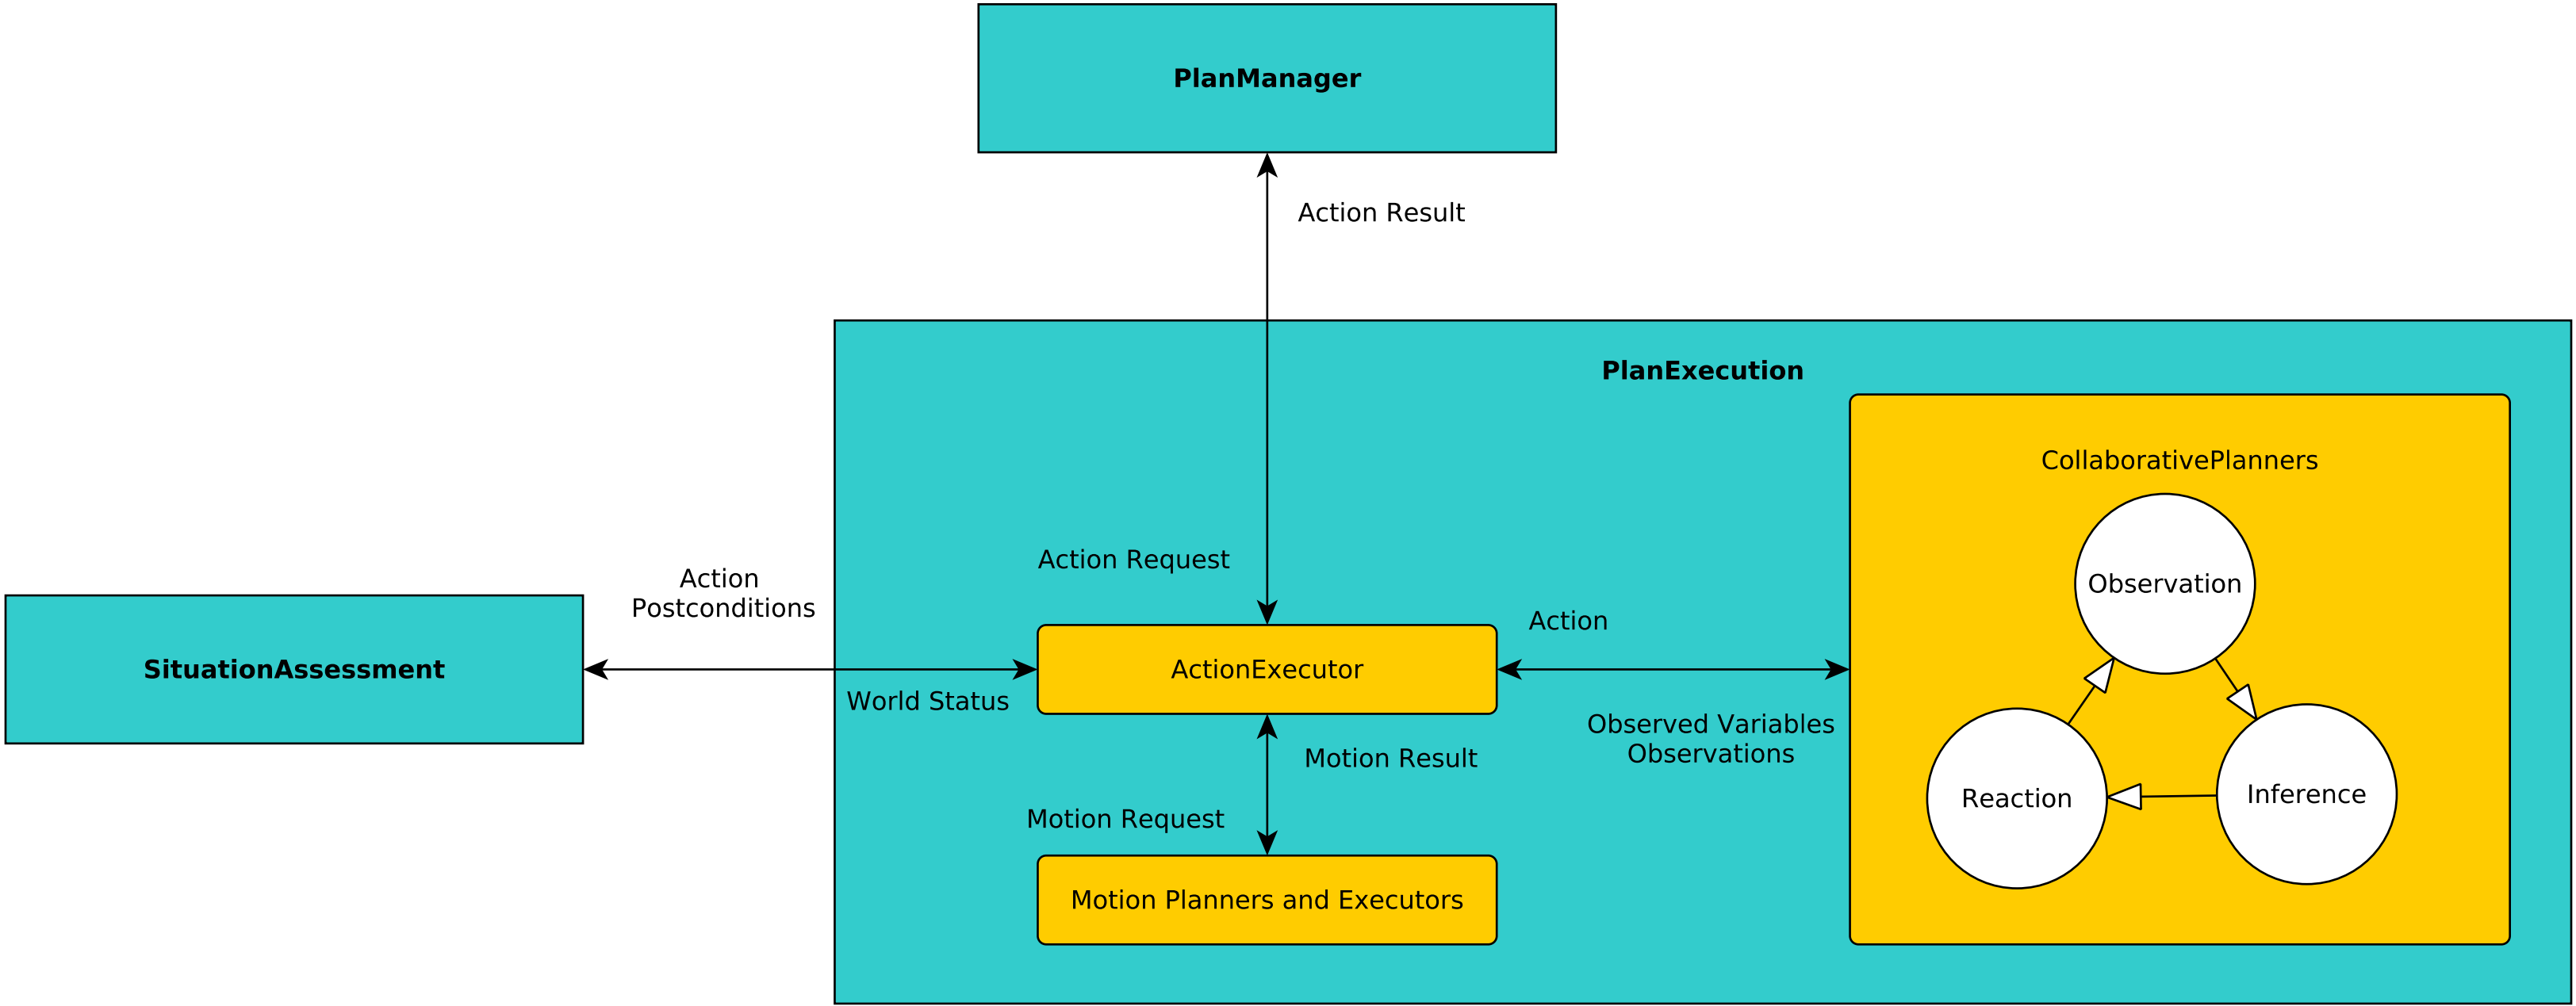 PlanManager
Action Result
PlanExecution
CollaborativePlanners
Observation
Reaction
Inference
Action Request
Action
Postconditions
SituationAssessment
World Status
ActionExecutor
Action
Observed Variables
Observations
Motion Result
Motion Request
Motion Planners and Executors